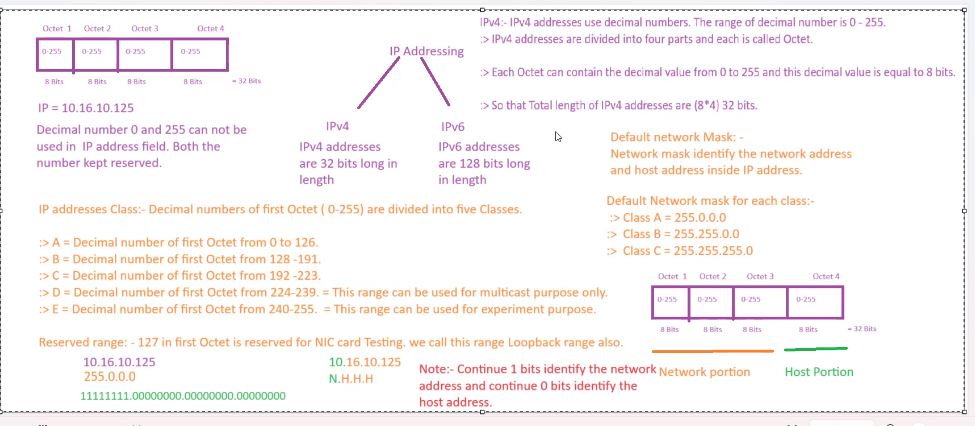 Octet 1 Octet 2 Octet 3 Octet 4
0-255 0-255 0-255 0-255
8 Bits 8 Bits 8 Bits 8 Bits = 32 Bits
IP = 10.16.10.125
Decimal number 0 and 255 can not be
used in IP address field. Both the
number kept reserved.
IP Addressing
IPv4
IPv4 addresses
are 32 bits long in
length
IPv6
IPv6 addresses
are 128 bits long
in length
IPv4:- IPv4 addresses use decimal numbers. The range of decimal number is 0 - 255.
:> IPv4 addresses are divided into four parts and each is called Octet.
:> Each Octet can contain the decimal value from 0 to 255 and this decimal value is equal to 8 bits.
:> So that Total length of IPv4 addresses are (8*4) 32 bits.
Default network Mask: -
Network mask identify the network address
and host address inside IP address.
Default Network mask for each class:-
:> Class A = 255.0.0.0
:> Class B = 255.255.0.0
:> Class C = 255.255.255.0
IP addresses Class:- Decimal numbers of first Octet ( 0-255) are divided into five Classes.
:> A = Decimal number of first Octet from 0 to 126.
:> B = Decimal number of first Octet from 128 -191.
:> C = Decimal number of first Octet from 192 -223.
:> D = Decimal number of first Octet from 224-239. = This range can be used for multicast purpose only.
:> E = Decimal number of first Octet from 240-255. = This range can be used for experiment purpose.
Reserved range: - 127 in first Octet is reserved for NIC card Testing. we call this range Loopback range also.
10.16.10.125
255.0.0.0
11111111.00000000.00000000.00000000
10.16.10.125
N.H.H.H
Note:- Continue 1 bits identify the network
address and continue 0 bits identify the
host address.
Octet 1 Octet 2 Octet 3 Octet 4
0-255 0-255 0-255 0-255
8 Bits 8 Bits 8 Bits 8 Bits = 32 Bits
Network portion Host Portion